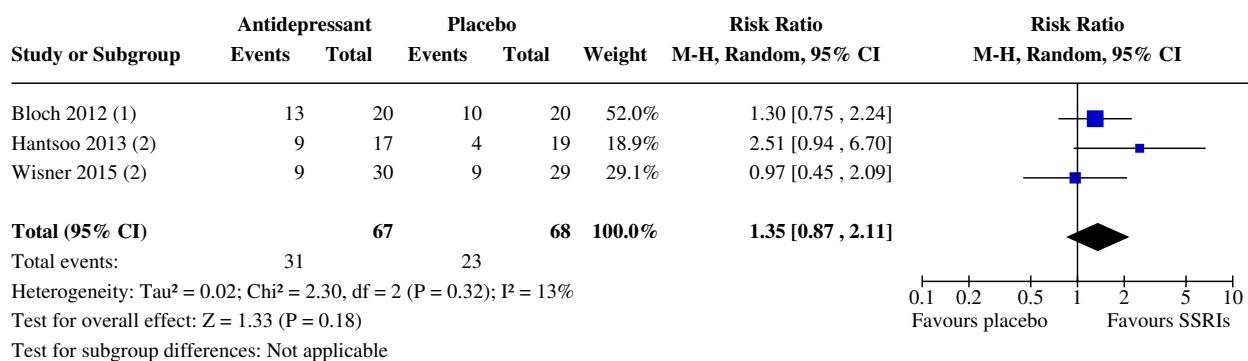 Antidepressant Placebo Risk Ratio Risk Ratio
Study or Subgroup Events Total Events Total Weight M-H, Random, 95% CI M-H, Random, 95% CI
Bloch 2012 (1) 13 20 10 20 52.0% 1.30 [0.75 , 2.24]
Hantsoo 2013 (2) 9 17 4 19 18.9% 2.51 [0.94 , 6.70]
Wisner 2015 (2) 9 30 9 29 29.1% 0.97 [0.45 , 2.09]
Total (95% CI) 67 68 100.0% 1.35 [0.87 , 2.11]
Total events: 31 23
Heterogeneity: Tau² = 0.02; Chi² = 2.30, df = 2 (P = 0.32); I² = 13%
0.1 0.2 0.5 1 2 5 10
Test for overall effect: Z = 1.33 (P = 0.18) Favours placebo Favours SSRIs
Test for subgroup differences: Not applicable